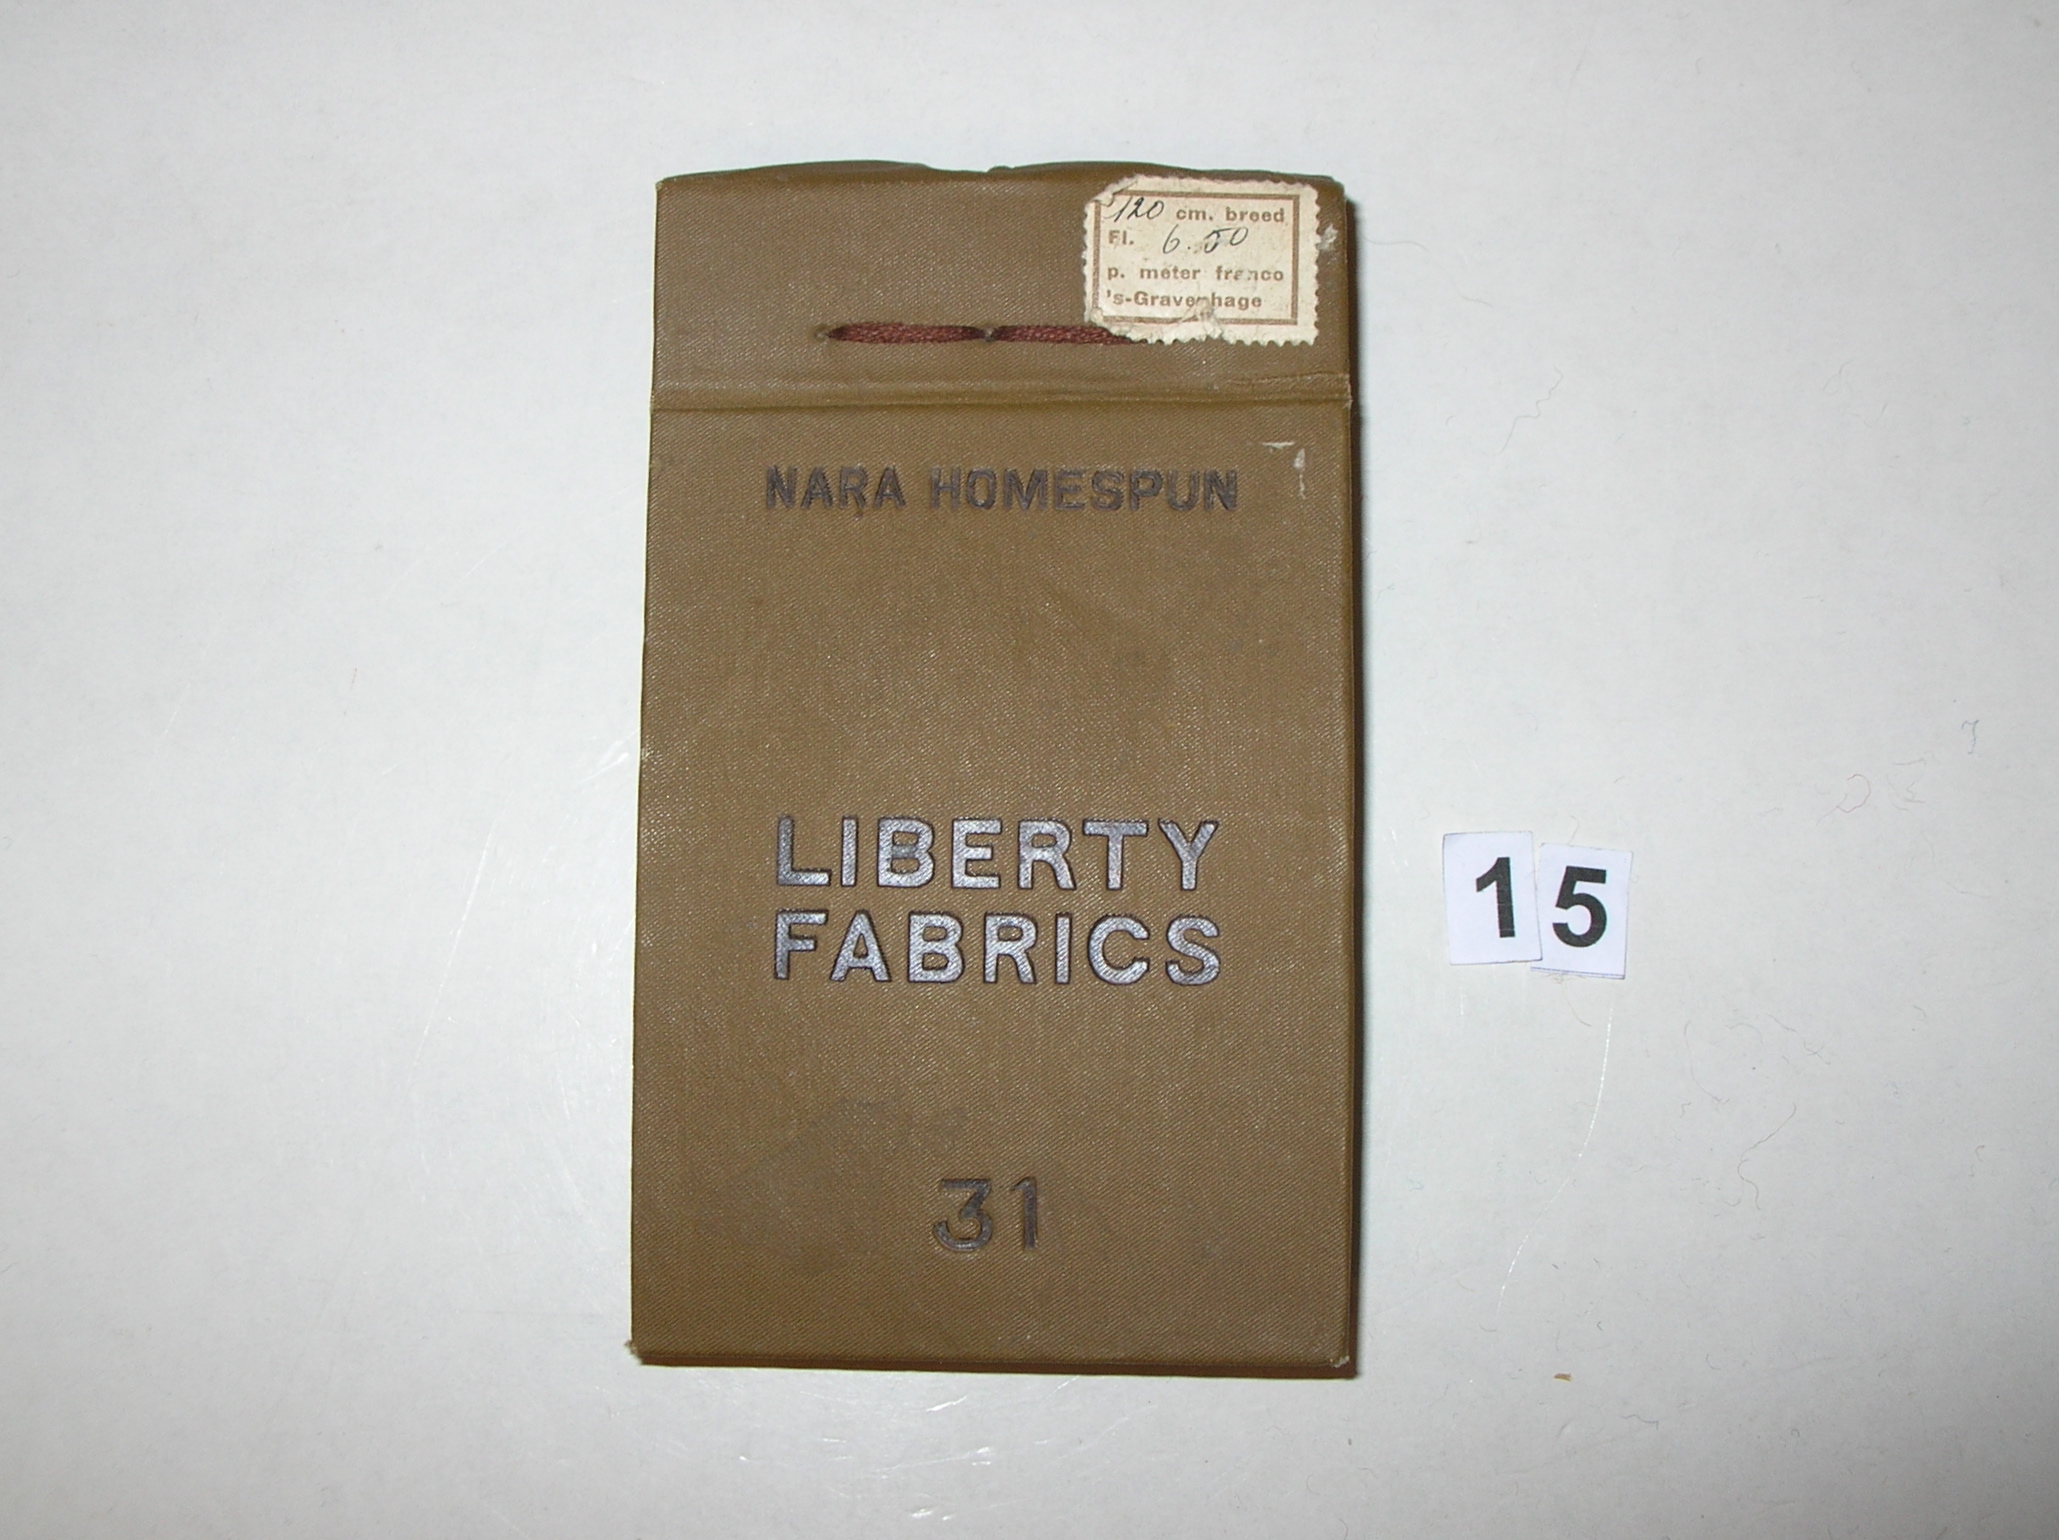 120 cm. breed
Fl. 6.50
p. meter franco
's-Gravenhage
NARA HOMESPUN
LIBERTY
FABRICS
31
15